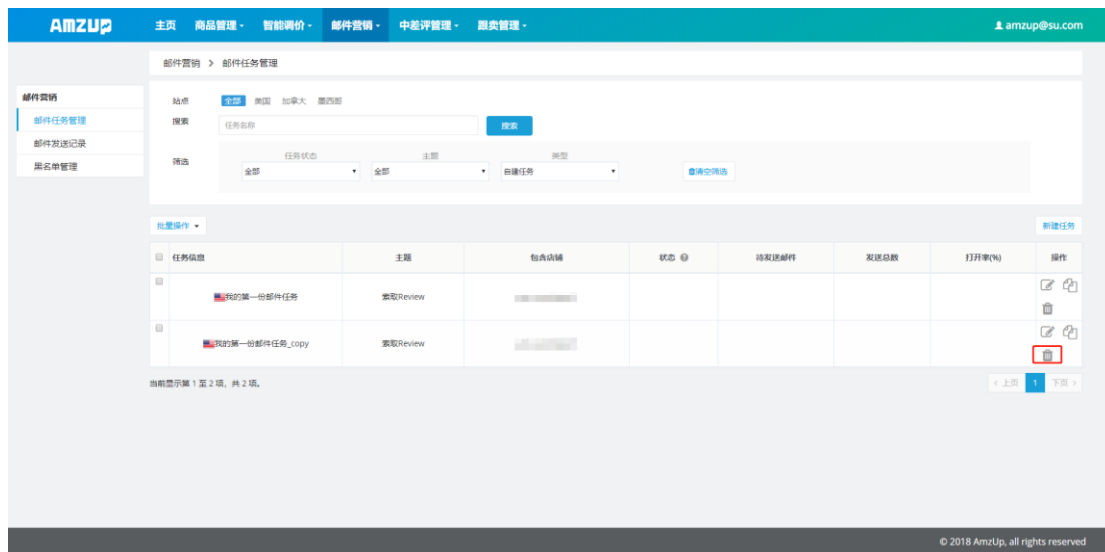 AMZUP 主页 商品管理 智能调价 邮件营销 中差评管理 跟卖管理 amzup@su.com
邮件营销 > 邮件任务管理
邮件营销
邮件任务管理
邮件发送记录
黑名单管理
站点 全部 美国 加拿大 墨西哥
搜索 任务名称 搜索
任务状态 主题 类型
筛选 全部 全部 自建任务 清空筛选
批量操作 新建任务
任务信息 主题 包含店铺 状态 待发送邮件 发送总数 打开率(%) 操作
我的第一份邮件任务 索取Review
我的第一份邮件任务_copy 索取Review
当前显示第 1 至 2 项，共 2 项。 < 上页 1 下页 >
© 2018 AmzUp, all rights reserved